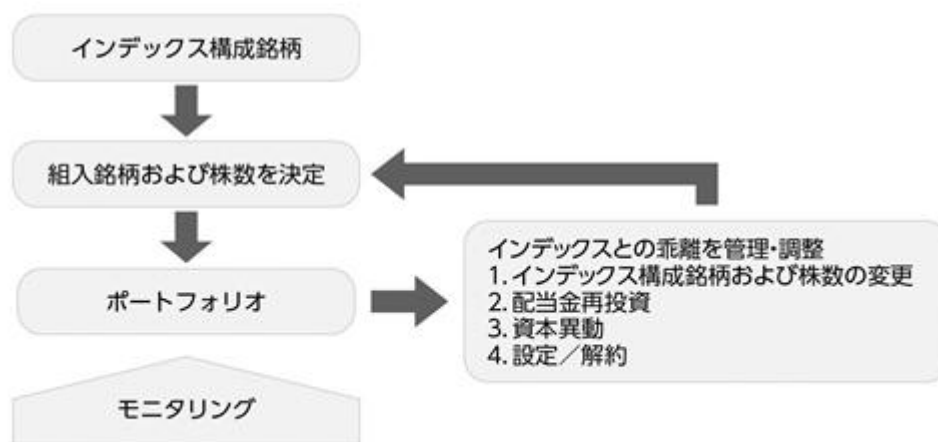 インデックス構成銘柄
組入銘柄および株数を決定
ポートフォリオ
モニタリング
インデックスとの乖離を管理・調整
1. インデックス構成銘柄および株数の変更
2. 配当金再投資
3. 資本異動
4. 設定／解約